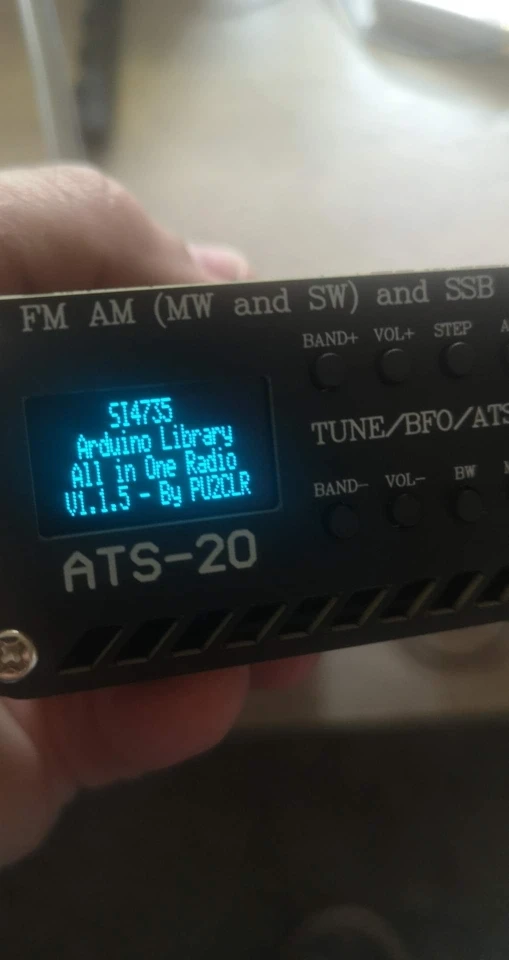 FM AM (MW and SW) and SSB
BAND+ VOL+ STEP
SI4735
Arduino Library
All in One Radio
V1.1.5 - By PU2CLR
TUNE/BFO/ATS
BAND- VOL- BW
ATS-20